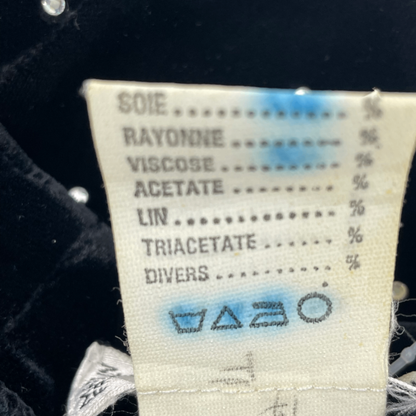 SOIE .................... %
RAYONNE ............ %
VISCOSE .............. %
ACETATE ............. %
LIN ..................... %
TRIACETATE ....... %
DIVERS ............... %